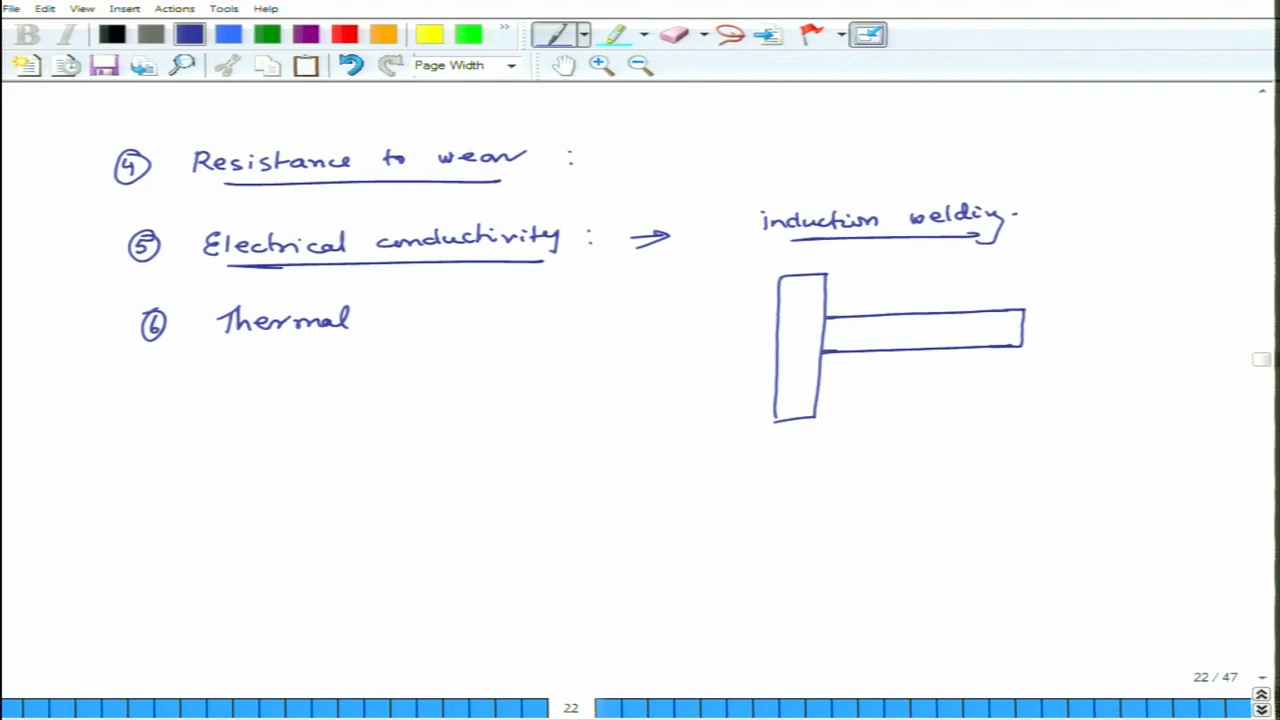 File Edit View Insert Actions Tools Help
B I
Page Width
④ Resistance to wear :
⑤ Electrical conductivity : ⇒ induction welding.
⑥ Thermal
22 / 47
22